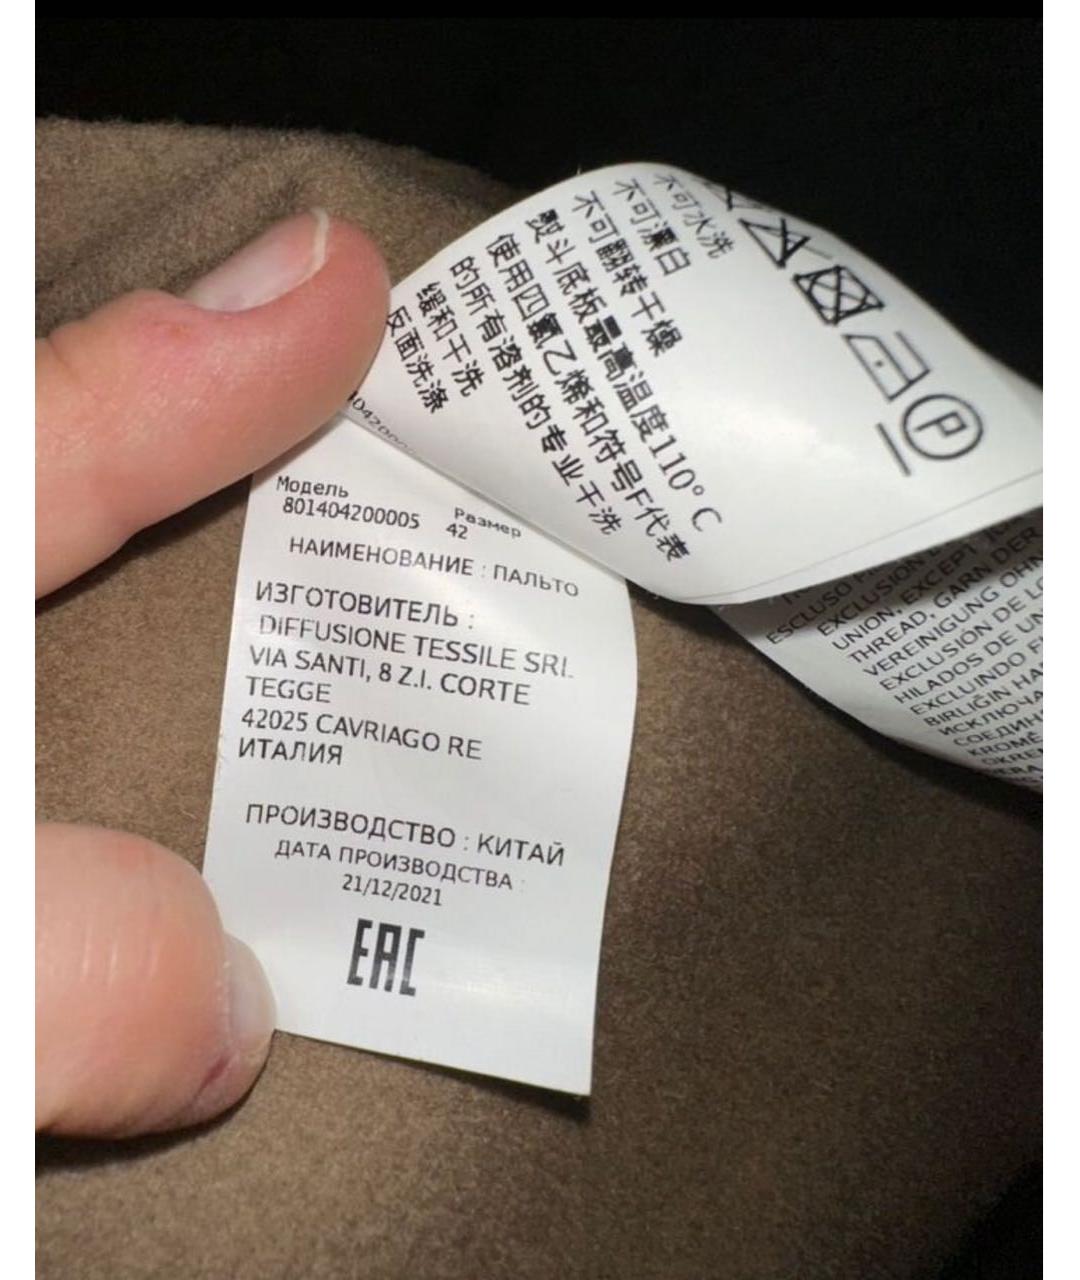 不可水洗
不可漂白
不可翻转干燥
熨斗底板最高温度110°C
使用四氯乙烯和符号F代表
的所有溶剂的专业干洗
缓和干洗
反面洗涤
P
Модель
801404200005
Размер
42
НАИМЕНОВАНИЕ : ПАЛЬТО
ИЗГОТОВИТЕЛЬ :
DIFFUSIONE TESSILE SRL
VIA SANTI, 8 Z.I. CORTE
TEGGE
42025 CAVRIAGO RE
ИТАЛИЯ
ПРОИЗВОДСТВО : КИТАЙ
ДАТА ПРОИЗВОДСТВА :
21/12/2021
EAC
ESCLUSO
EXCLUSION
UNION, EXCEPT
THREAD, GARN DER
VEREINIGUNG
EXCLUSIÓN DE
HILADOS DE
EXCLUINDO
BIRLIĞIN